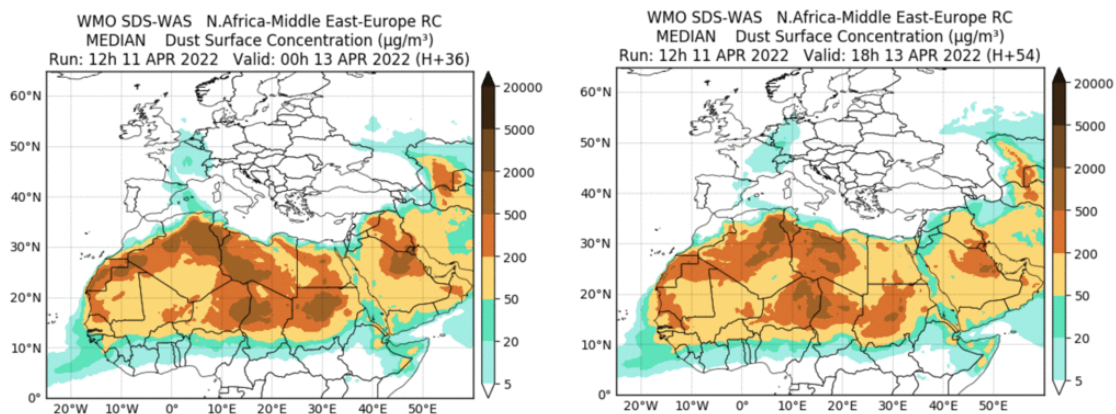 WMO SDS-WAS N.Africa-Middle East-Europe RC
MEDIAN Dust Surface Concentration (µg/m³)
Run: 12h 11 APR 2022 Valid: 00h 13 APR 2022 (H+36)
60°N
50°N
40°N
30°N
20°N
10°N
0°
20°W
10°W
0°
10°E
20°E
30°E
40°E
50°E
20000
5000
2000
500
200
50
20
5
WMO SDS-WAS N.Africa-Middle East-Europe RC
MEDIAN Dust Surface Concentration (µg/m³)
Run: 12h 11 APR 2022 Valid: 18h 13 APR 2022 (H+54)
60°N
50°N
40°N
30°N
20°N
10°N
0°
20°W
10°W
0°
10°E
20°E
30°E
40°E
50°E
20000
5000
2000
500
200
50
20
5